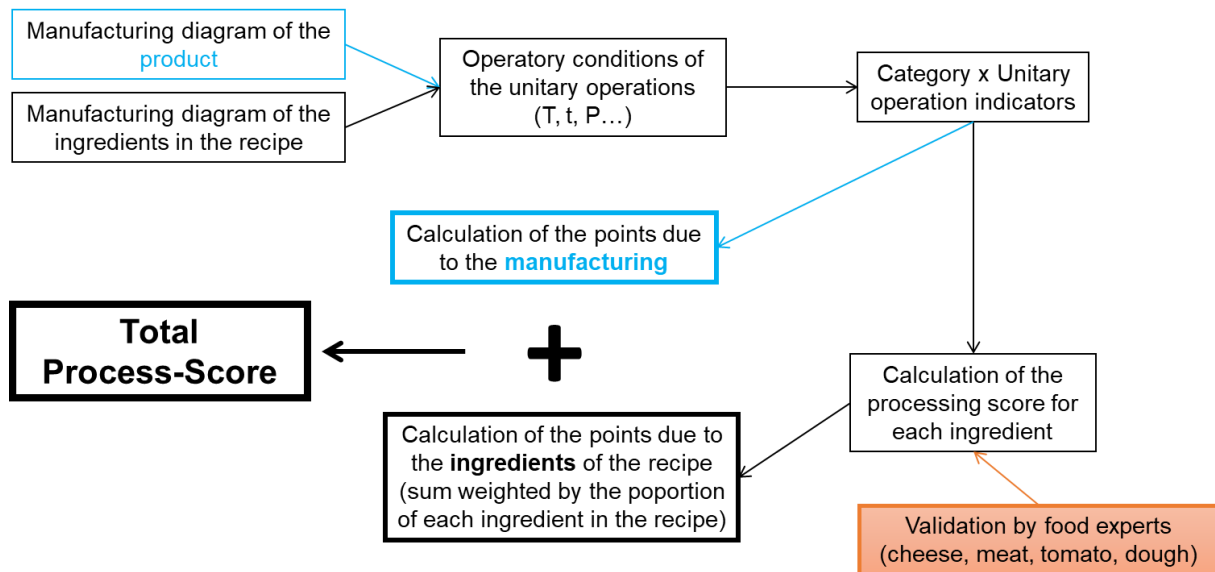 Manufacturing diagram of the
product
Manufacturing diagram of the
ingredients in the recipe
Operatory conditions of
the unitary operations
(T, t, P…)
Category x Unitary
operation indicators
Calculation of the points due
to the manufacturing
+
Total
Process-Score
Calculation of the points due to
the ingredients of the recipe
(sum weighted by the poportion
of each ingredient in the recipe)
Calculation of the
processing score for
each ingredient
Validation by food experts
(cheese, meat, tomato, dough)